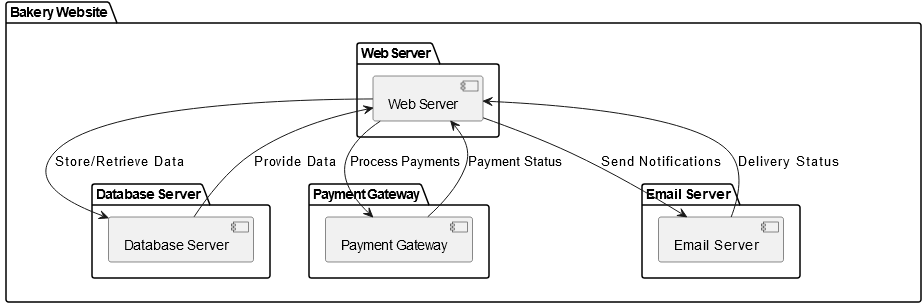 Bakery Website
Web Server
Web Server
Store/Retrieve Data
Provide Data
Process Payments
Payment Status
Send Notifications
Delivery Status
Database Server
Payment Gateway
Email Server
Database Server
Payment Gateway
Email Server